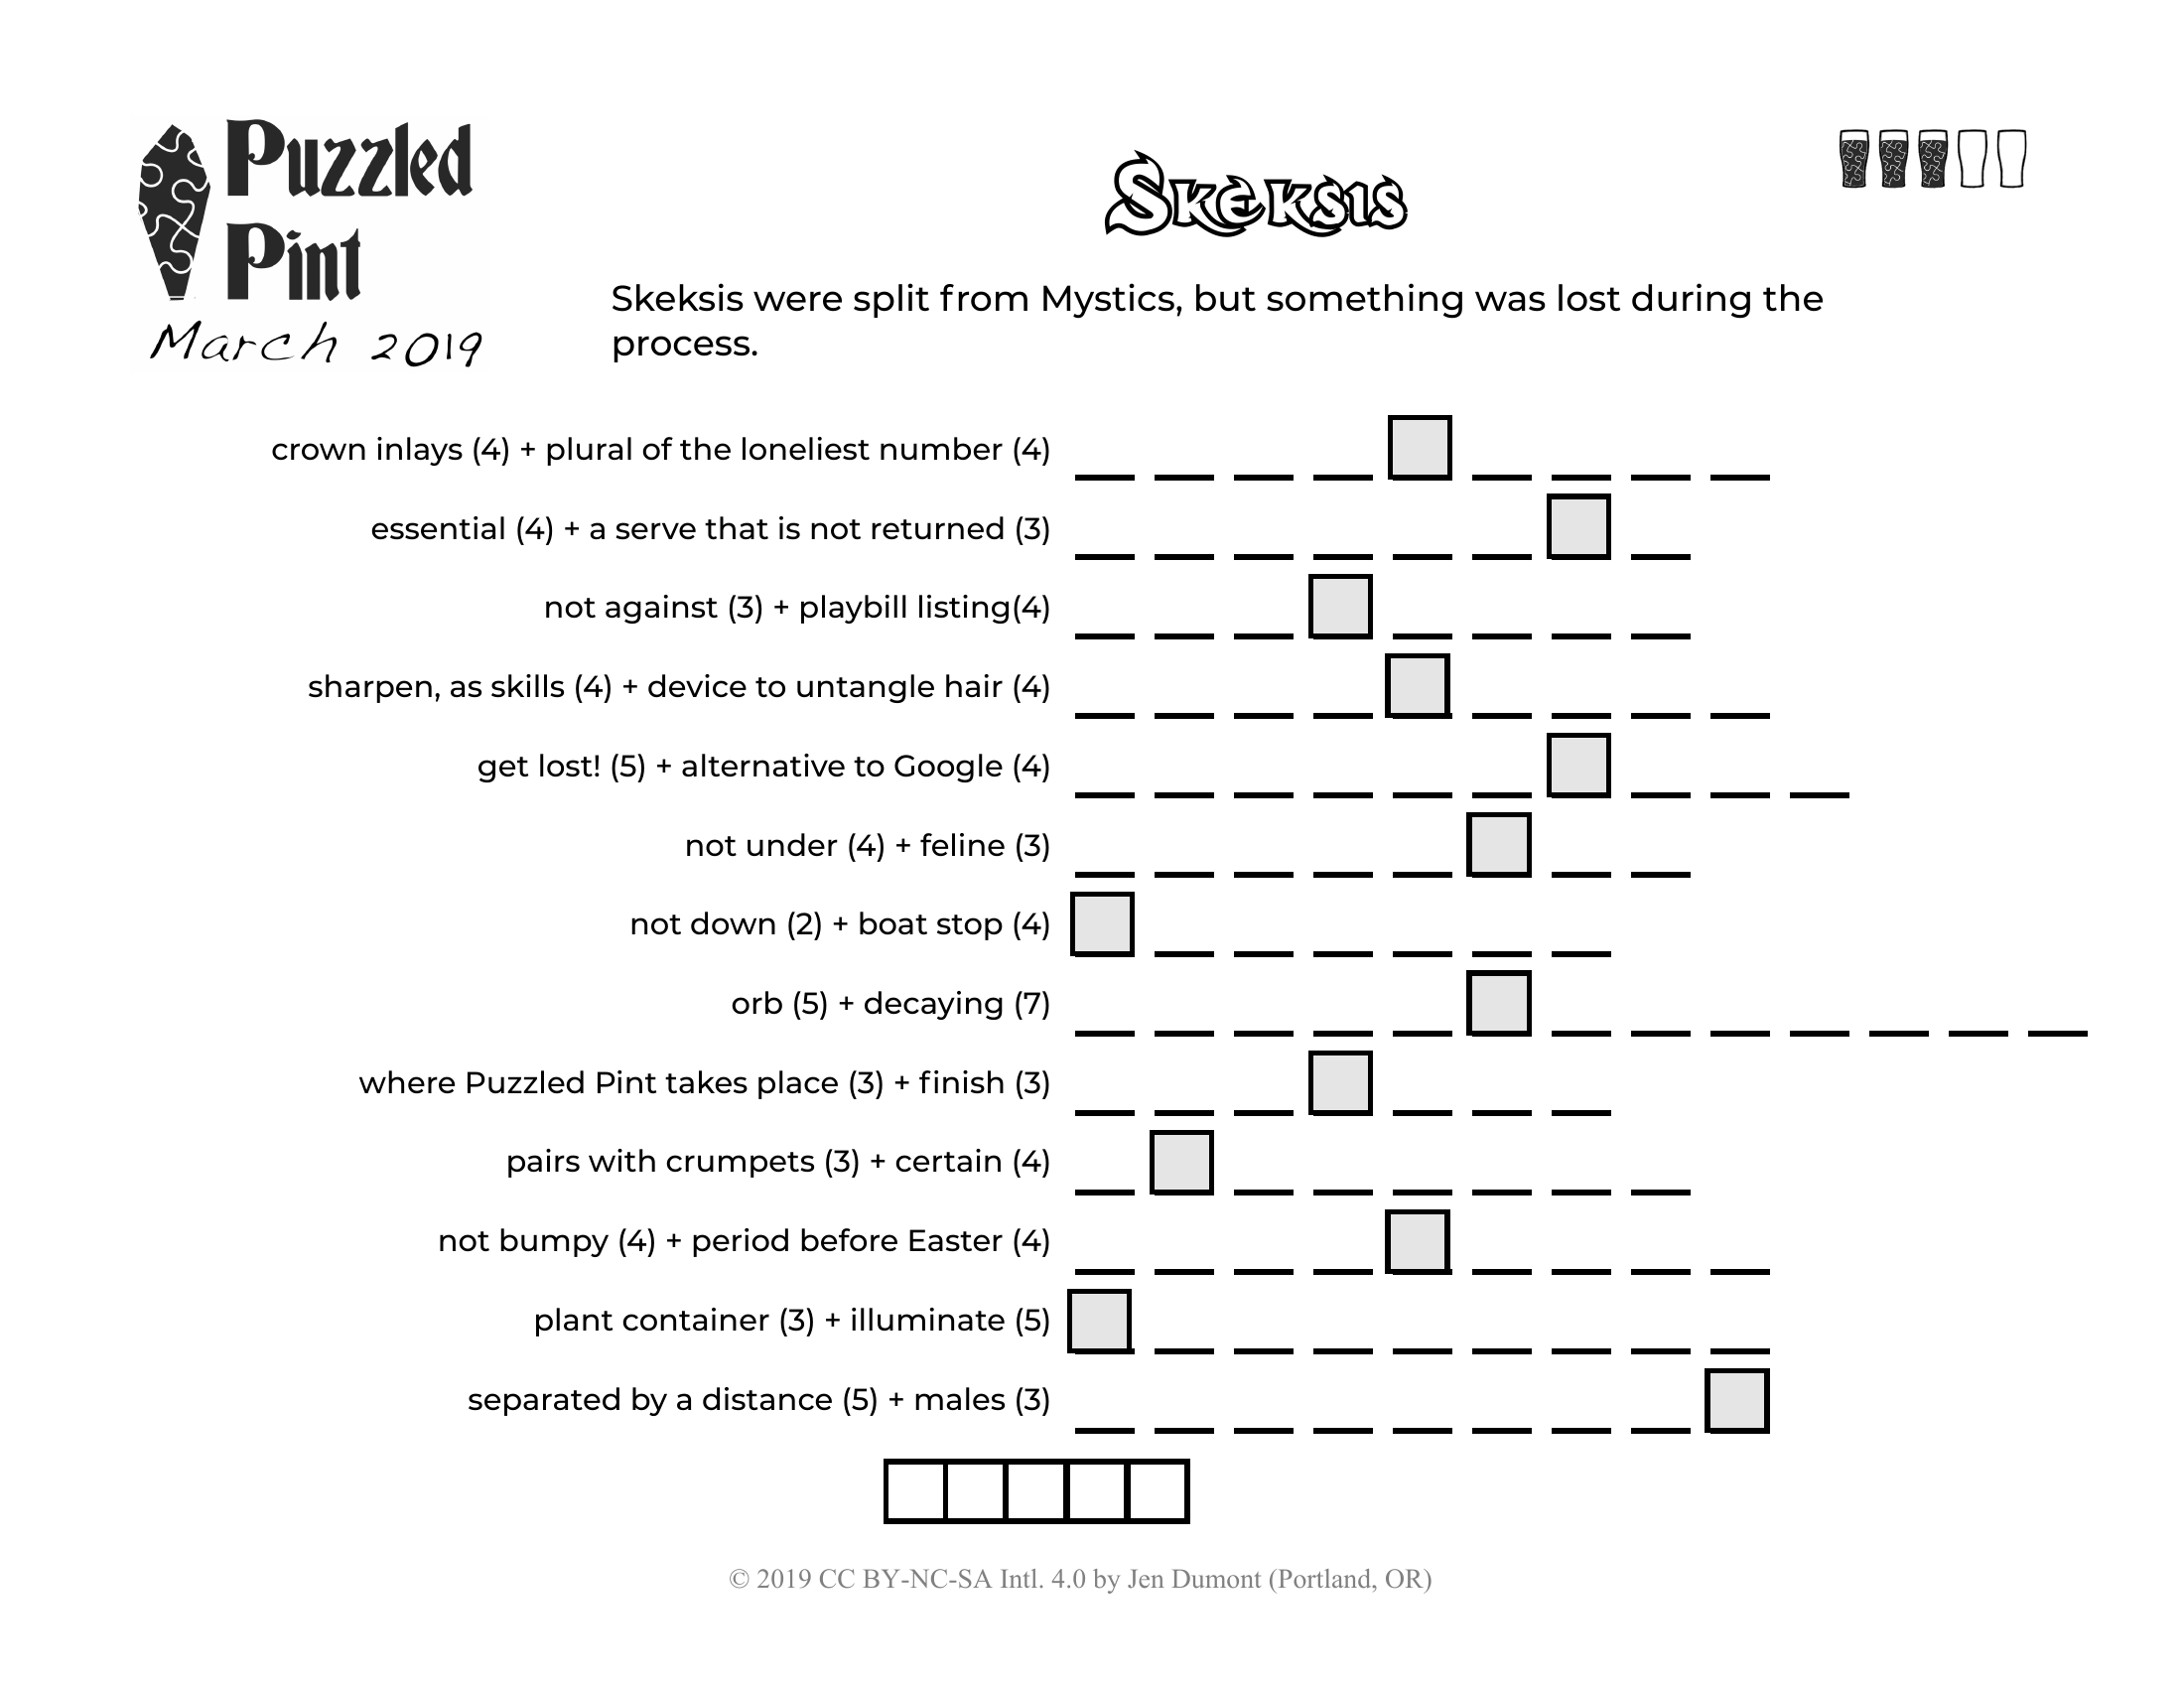 Puzzled
Pint
March 2019
Skeksis
Skeksis were split from Mystics, but something was lost during the
process.
crown inlays (4) + plural of the loneliest number (4)
essential (4) + a serve that is not returned (3)
not against (3) + playbill listing(4)
sharpen, as skills (4) + device to untangle hair (4)
get lost! (5) + alternative to Google (4)
not under (4) + feline (3)
not down (2) + boat stop (4)
orb (5) + decaying (7)
where Puzzled Pint takes place (3) + finish (3)
pairs with crumpets (3) + certain (4)
not bumpy (4) + period before Easter (4)
plant container (3) + illuminate (5)
separated by a distance (5) + males (3)
© 2019 CC BY-NC-SA Intl. 4.0 by Jen Dumont (Portland, OR)